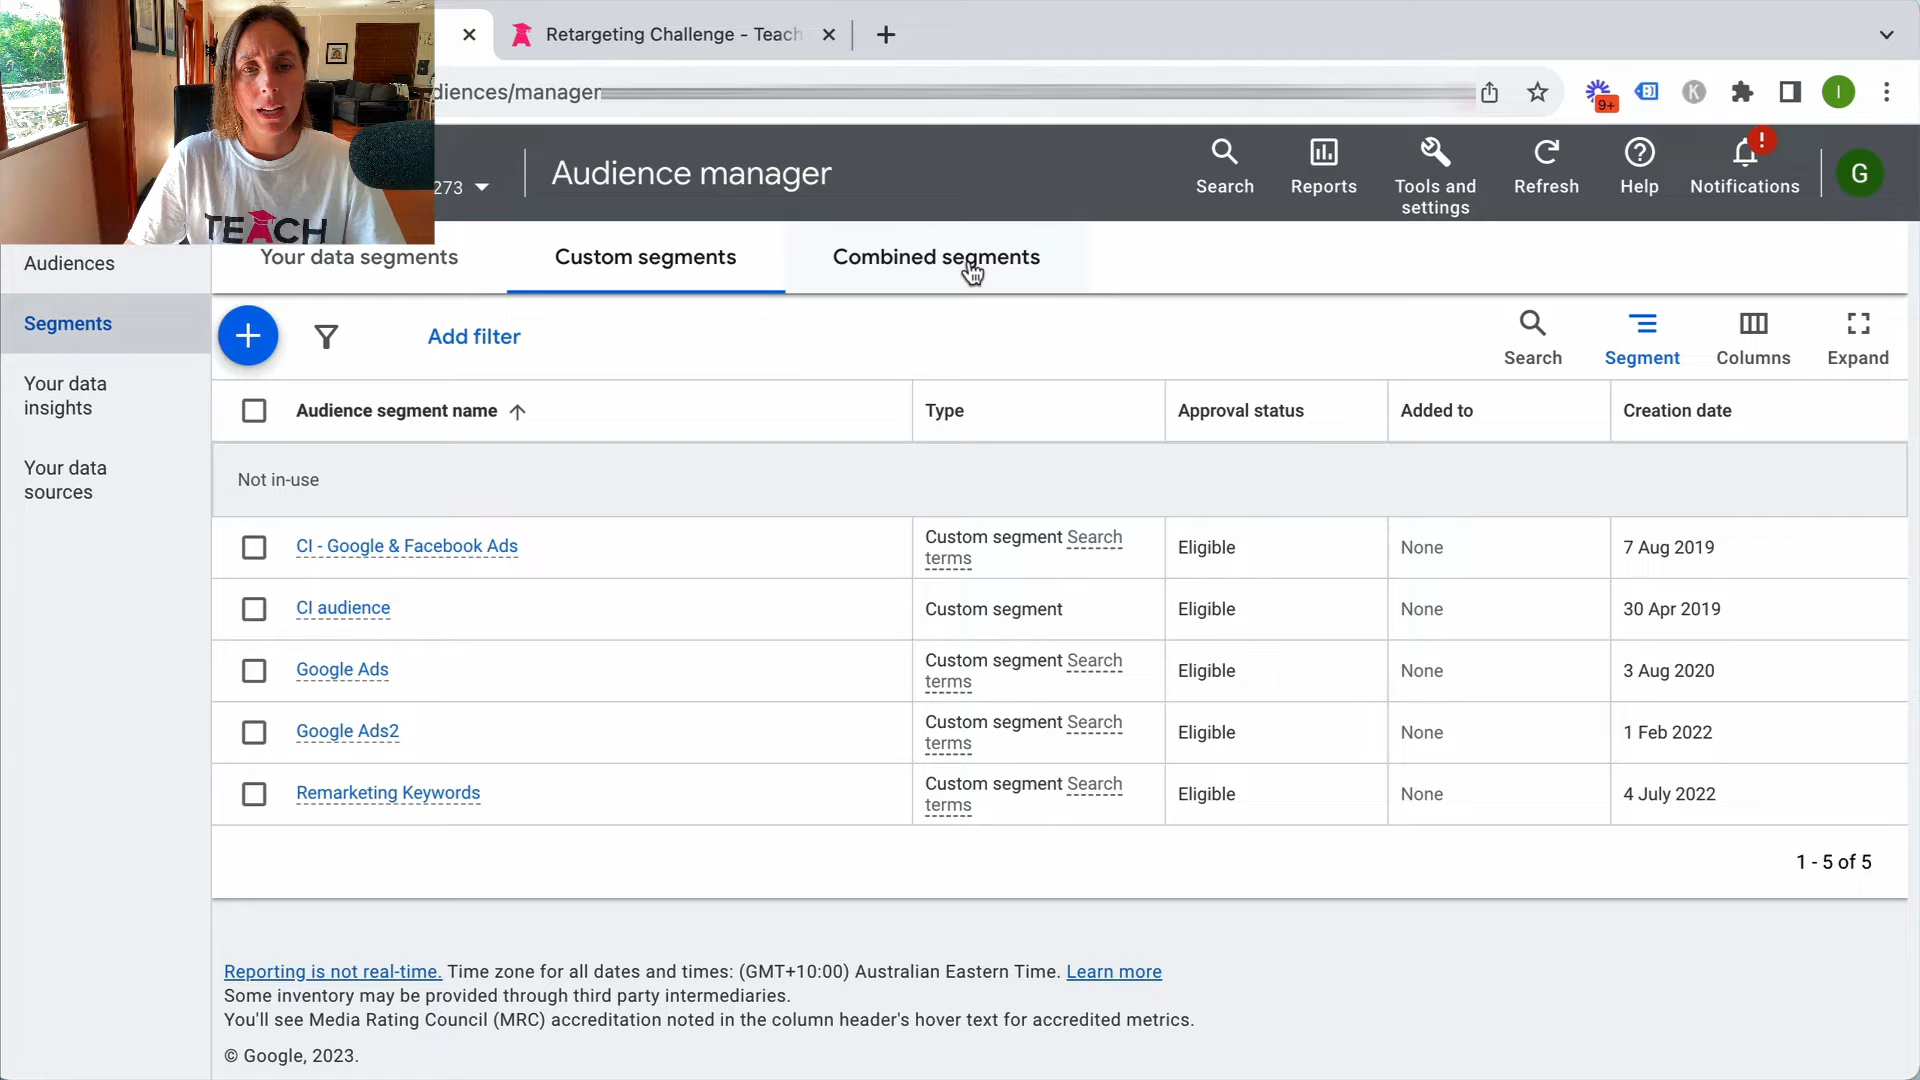 Retargeting Challenge - Teach
diences/manager
9+
K
I
TEACH
273
Audience manager
Search
Reports
Tools and
settings
Refresh
Help
!
Notifications
G
Audiences
Segments
Your data
insights
Your data
sources
Your data segments
Custom segments
Combined segments
Add filter
Search
Segment
Columns
Expand
Audience segment name
Type
Approval status
Added to
Creation date
Not in-use
CI - Google & Facebook Ads
Custom segment Search
terms
Eligible
None
7 Aug 2019
CI audience
Custom segment
Eligible
None
30 Apr 2019
Google Ads
Custom segment Search
terms
Eligible
None
3 Aug 2020
Google Ads2
Custom segment Search
terms
Eligible
None
1 Feb 2022
Remarketing Keywords
Custom segment Search
terms
Eligible
None
4 July 2022
1 - 5 of 5
Reporting is not real-time. Time zone for all dates and times: (GMT+10:00) Australian Eastern Time. Learn more
Some inventory may be provided through third party intermediaries.
You'll see Media Rating Council (MRC) accreditation noted in the column header's hover text for accredited metrics.
© Google, 2023.